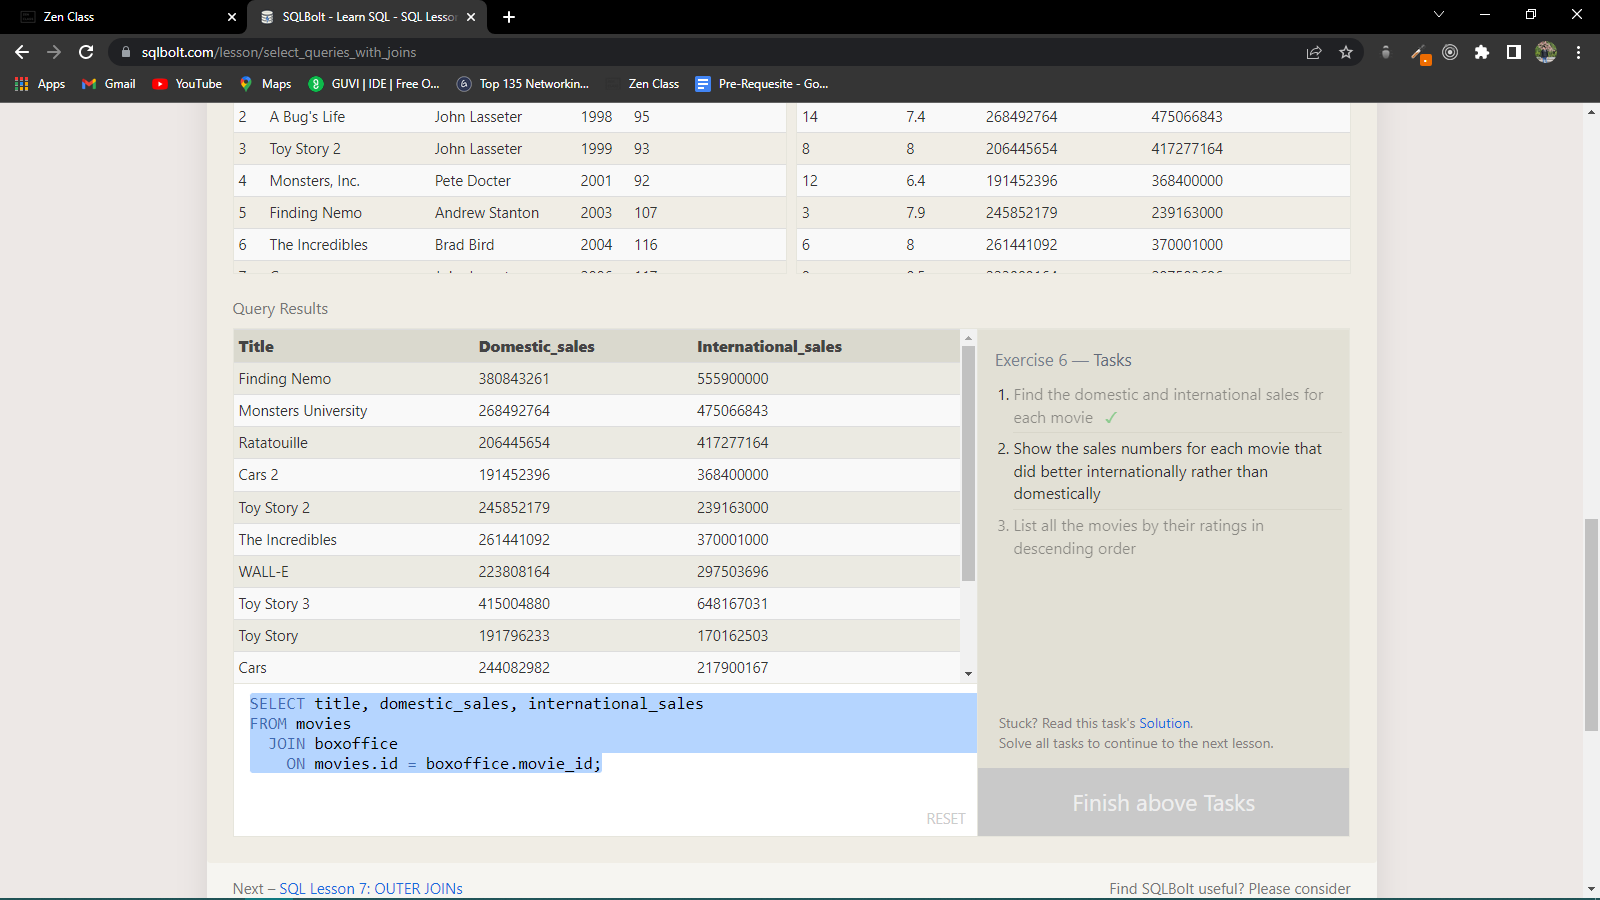 Zen Class
SQLBolt - Learn SQL - SQL Lesson
sqlbolt.com/lesson/select_queries_with_joins
Apps Gmail YouTube Maps GUVI | IDE | Free O... Top 135 Networkin... Zen Class Pre-Requesite - Go...
2 A Bug's Life John Lasseter 1998 95 14 7.4 268492764 475066843
3 Toy Story 2 John Lasseter 1999 93 8 8 206445654 417277164
4 Monsters, Inc. Pete Docter 2001 92 12 6.4 191452396 368400000
5 Finding Nemo Andrew Stanton 2003 107 3 7.9 245852179 239163000
6 The Incredibles Brad Bird 2004 116 6 8 261441092 370001000
Query Results
Title Domestic_sales International_sales
Finding Nemo 380843261 555900000
Monsters University 268492764 475066843
Ratatouille 206445654 417277164
Cars 2 191452396 368400000
Toy Story 2 245852179 239163000
The Incredibles 261441092 370001000
WALL-E 223808164 297503696
Toy Story 3 415004880 648167031
Toy Story 191796233 170162503
Cars 244082982 217900167
SELECT title, domestic_sales, international_sales
FROM movies
JOIN boxoffice
ON movies.id = boxoffice.movie_id;
RESET
Exercise 6 — Tasks
1. Find the domestic and international sales for
each movie ✓
2. Show the sales numbers for each movie that
did better internationally rather than
domestically
3. List all the movies by their ratings in
descending order
Stuck? Read this task's Solution.
Solve all tasks to continue to the next lesson.
Finish above Tasks
Next – SQL Lesson 7: OUTER JOINs
Find SQLBolt useful? Please consider